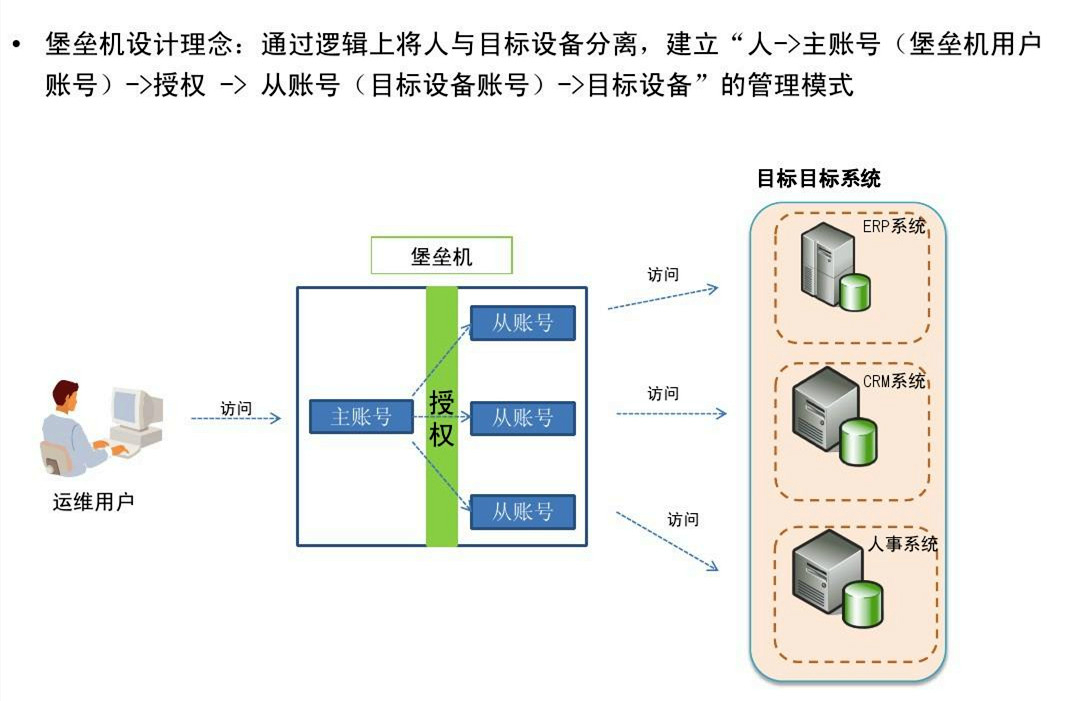 • 堡垒机设计理念：通过逻辑上将人与目标设备分离，建立“人->主账号（堡垒机用户
账号）->授权 -> 从账号（目标设备账号）->目标设备”的管理模式
目标目标系统
ERP系统
堡垒机
访问
从账号
CRM系统
访问
访问
主账号
授
权
从账号
运维用户
从账号
访问
人事系统